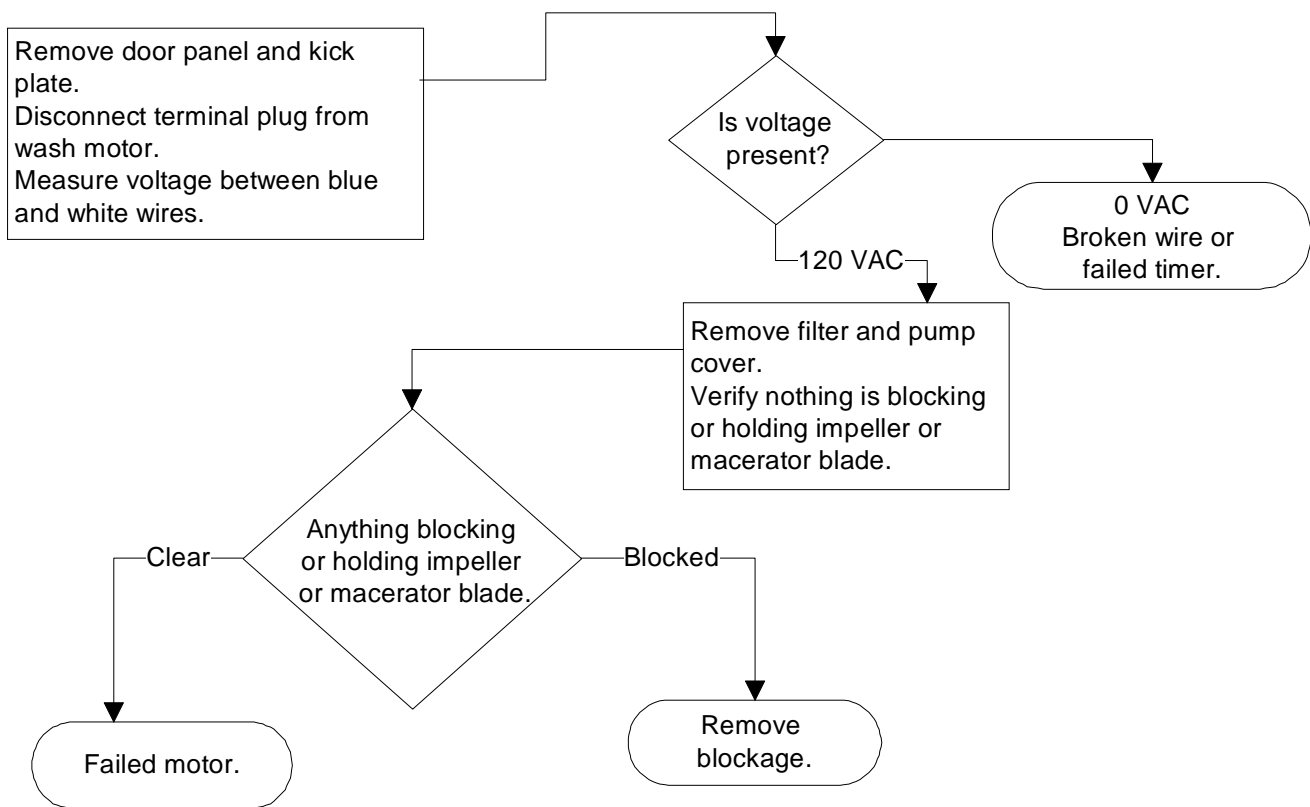 Remove door panel and kick
plate.
Disconnect terminal plug from
wash motor.
Measure voltage between blue
and white wires.
Is voltage
present?
0 VAC
Broken wire or
failed timer.
120 VAC
Remove filter and pump
cover.
Verify nothing is blocking
or holding impeller or
macerator blade.
Anything blocking
or holding impeller
or macerator blade.
Clear
Blocked
Failed motor.
Remove
blockage.